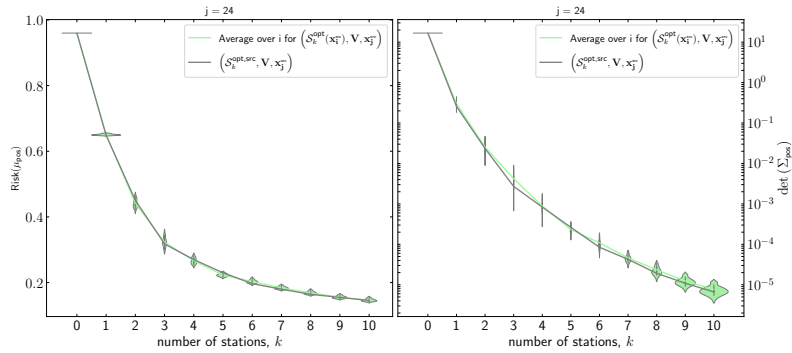 j = 24
1.0
0.8
0.6
0.4
0.2
Risk(μ_pos)
Average over i for (𝒮_k^opt(x_i^m), V, x_j^m)
(𝒮_k^opt,src, V, x_j^m)
0 1 2 3 4 5 6 7 8 9 10
number of stations, k
j = 24
Average over i for (𝒮_k^opt(x_i^m), V, x_j^m)
(𝒮_k^opt,src, V, x_j^m)
10^1
10^0
10^−1
10^−2
10^−3
10^−4
10^−5
det (Σ_pos)
0 1 2 3 4 5 6 7 8 9 10
number of stations, k